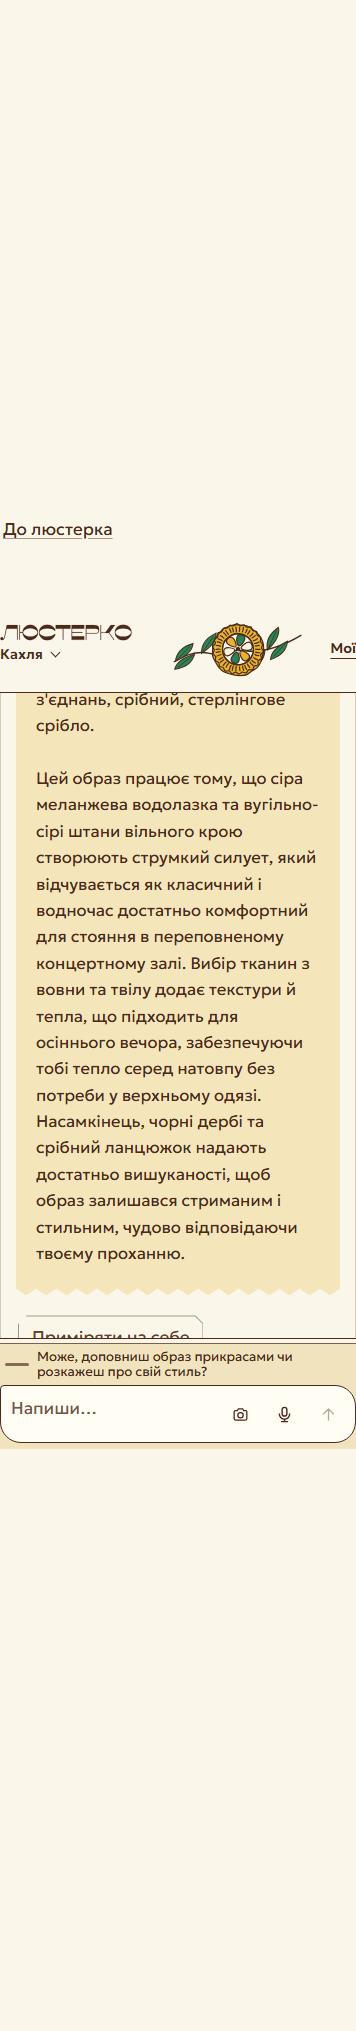 До люстерка
ЛЮСТЕРКО
Кахля
Мої
з'єднань, срібний, стерлінгове
срібло.
Цей образ працює тому, що сіра
меланжева водолазка та вугільно-
сірі штани вільного крою
створюють струмкий силует, який
відчувається як класичний і
водночас достатньо комфортний
для стояння в переповненому
концертному залі. Вибір тканин з
вовни та твілу додає текстури й
тепла, що підходить для
осіннього вечора, забезпечуючи
тобі тепло серед натовпу без
потреби у верхньому одязі.
Насамкінець, чорні дербі та
срібний ланцюжок надають
достатньо вишуканості, щоб
образ залишався стриманим і
стильним, чудово відповідаючи
твоєму проханню.
Приміряти на себе
Може, доповниш образ прикрасами чи
розкажеш про свій стиль?
Напиши...